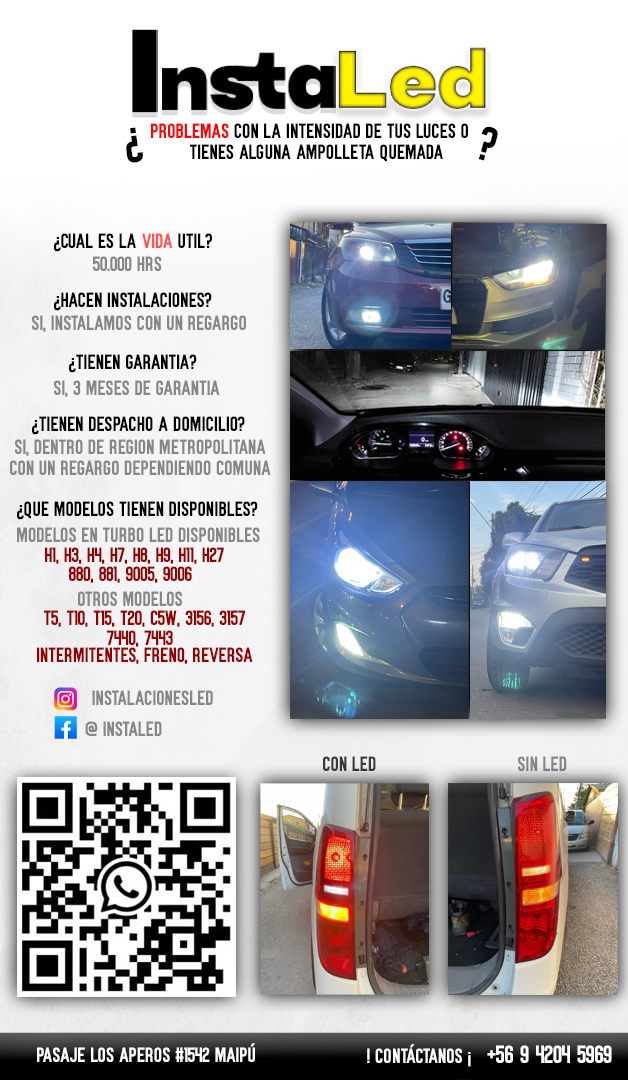 InstaLed
¿ PROBLEMAS CON LA INTENSIDAD DE TUS LUCES O
TIENES ALGUNA AMPOLLETA QUEMADA ?
¿CUAL ES LA VIDA UTIL?
50.000 HRS
¿HACEN INSTALACIONES?
SI, INSTALAMOS CON UN REGARGO
¿TIENEN GARANTIA?
SI, 3 MESES DE GARANTIA
¿TIENEN DESPACHO A DOMICILIO?
SI, DENTRO DE REGION METROPOLITANA
CON UN REGARGO DEPENDIENDO COMUNA
¿QUE MODELOS TIENEN DISPONIBLES?
MODELOS EN TURBO LED DISPONIBLES
H1, H3, H4, H7, H8, H9, H11, H27
880, 881, 9005, 9006
OTROS MODELOS
T5, T10, T15, T20, C5W, 3156, 3157
7440, 7443
INTERMITENTES, FRENO, REVERSA
INSTALACIONESLED
@ INSTALED
CON LED
SIN LED
PASAJE LOS APEROS #1542 MAIPÚ
! CONTÁCTANOS ¡ +56 9 4204 5969